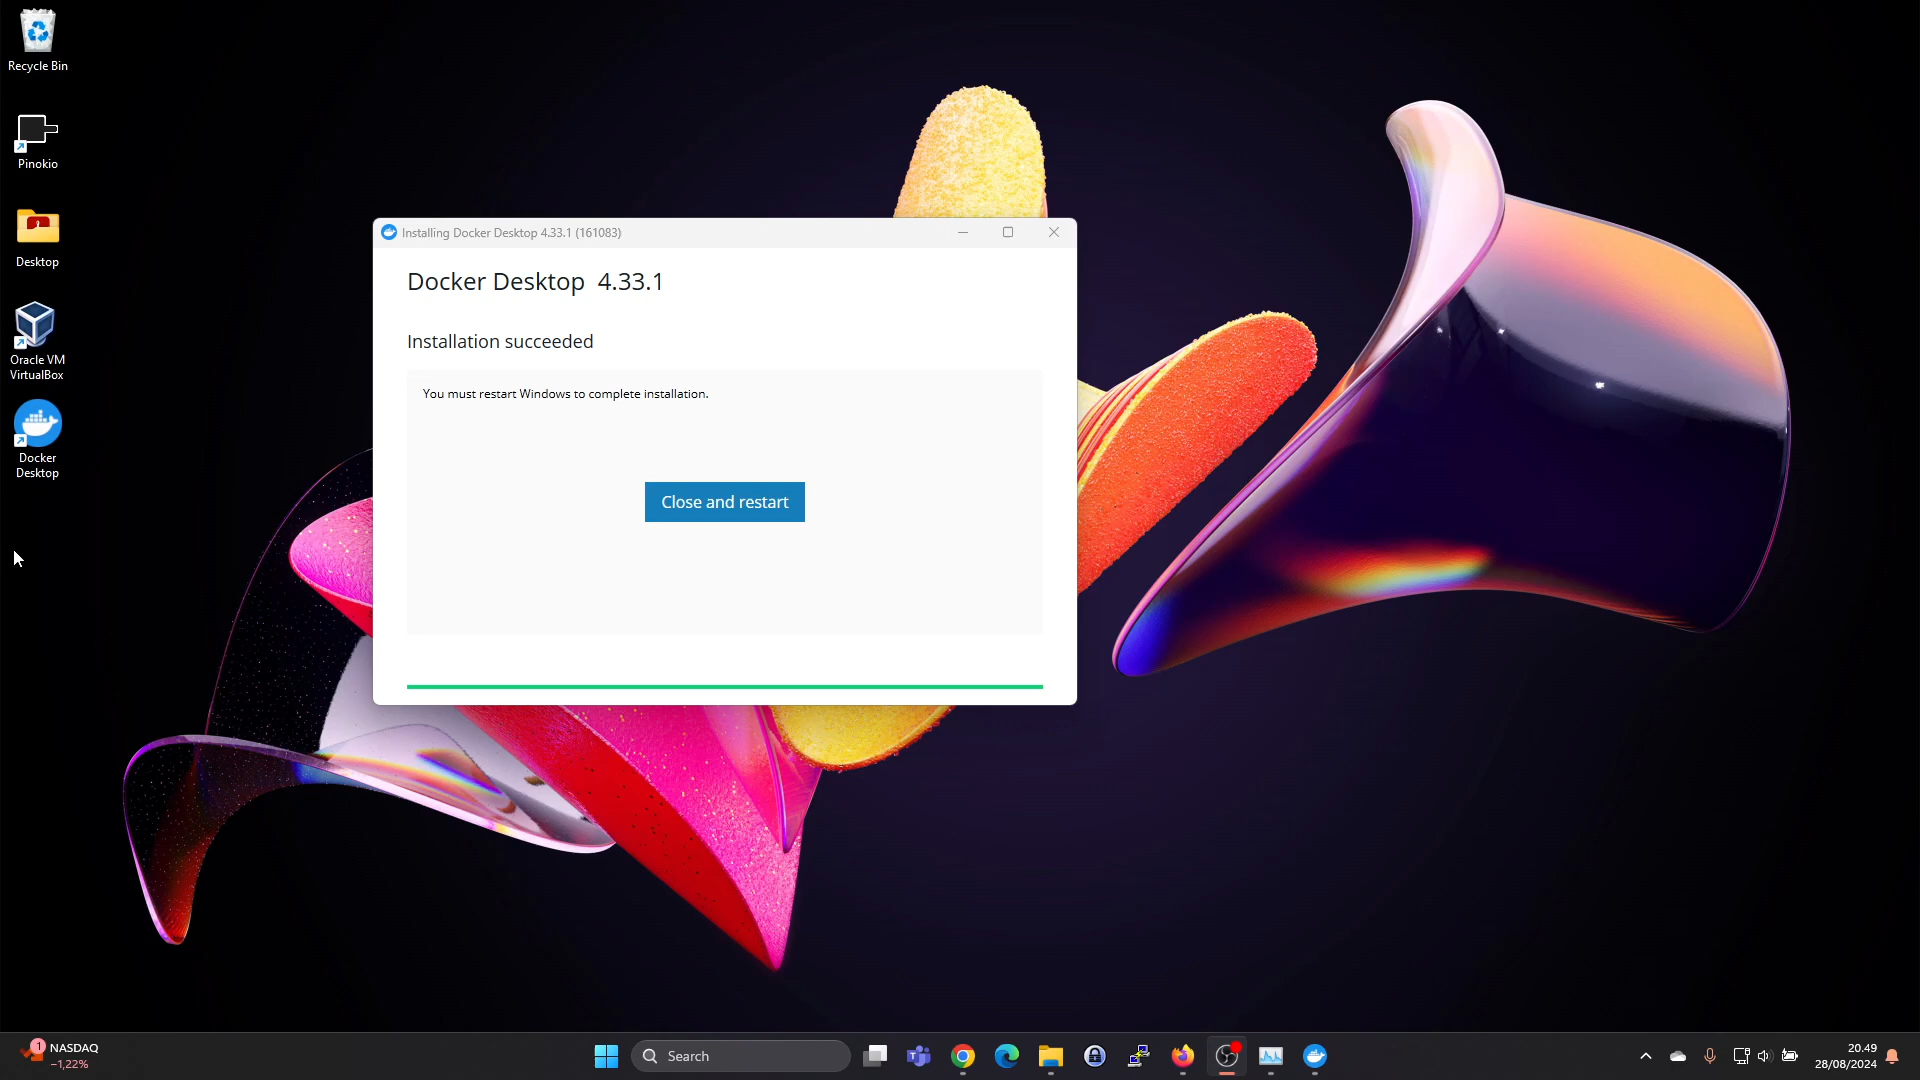 Recycle Bin
Pinokio
Desktop
Oracle VM
VirtualBox
Docker
Desktop
Installing Docker Desktop 4.33.1 (161083)
Docker Desktop 4.33.1
Installation succeeded
You must restart Windows to complete installation.
Close and restart
1
NASDAQ
−1,22%
Search
20.49
28/08/2024